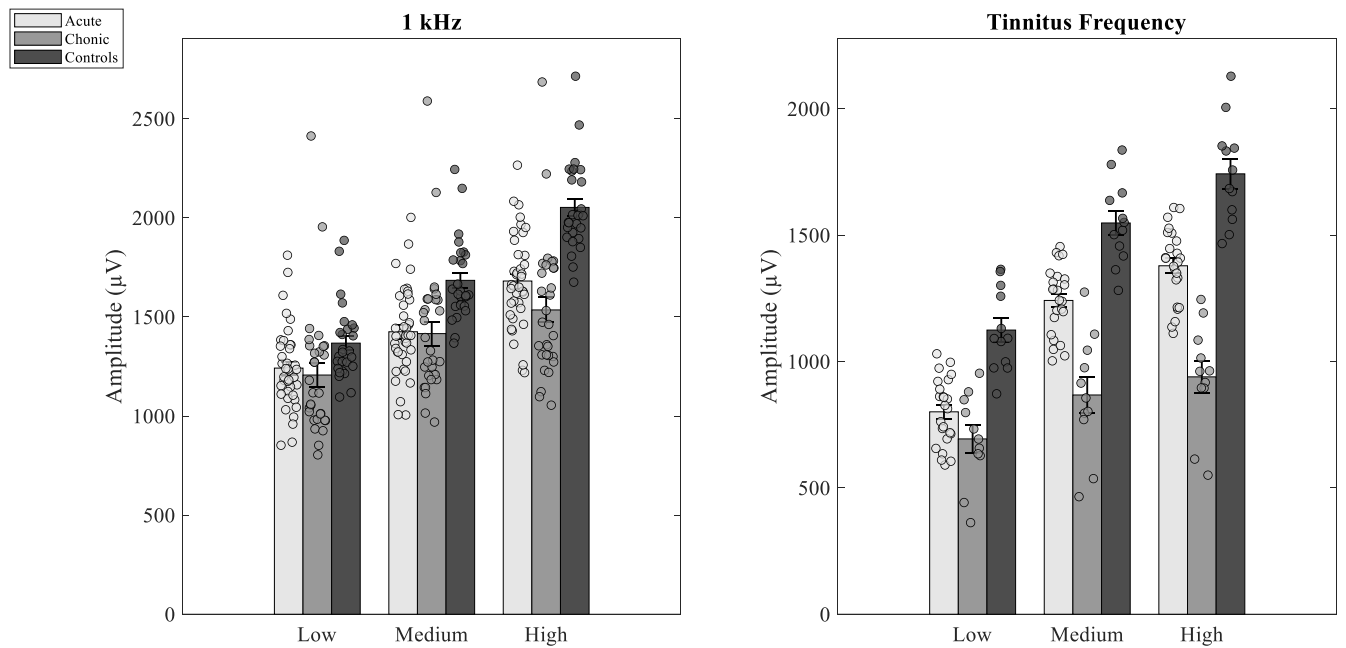 Acute
Chonic
Controls
1 kHz
Amplitude (µV)
2500
2000
1500
1000
500
0
Low Medium High
Tinnitus Frequency
Amplitude (µV)
2000
1500
1000
500
0
Low Medium High